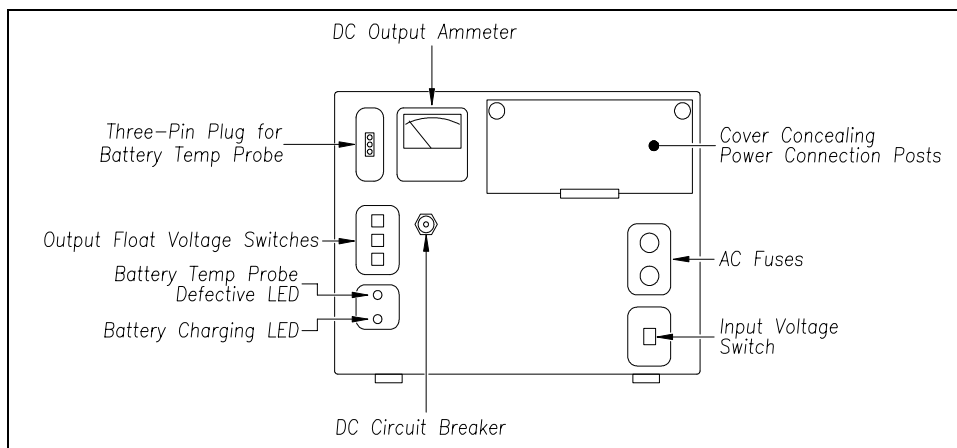 DC Output Ammeter
Three-Pin Plug for
Battery Temp Probe
Cover Concealing
Power Connection Posts
Output Float Voltage Switches
AC Fuses
Battery Temp Probe
Defective LED
Battery Charging LED
Input Voltage
Switch
DC Circuit Breaker